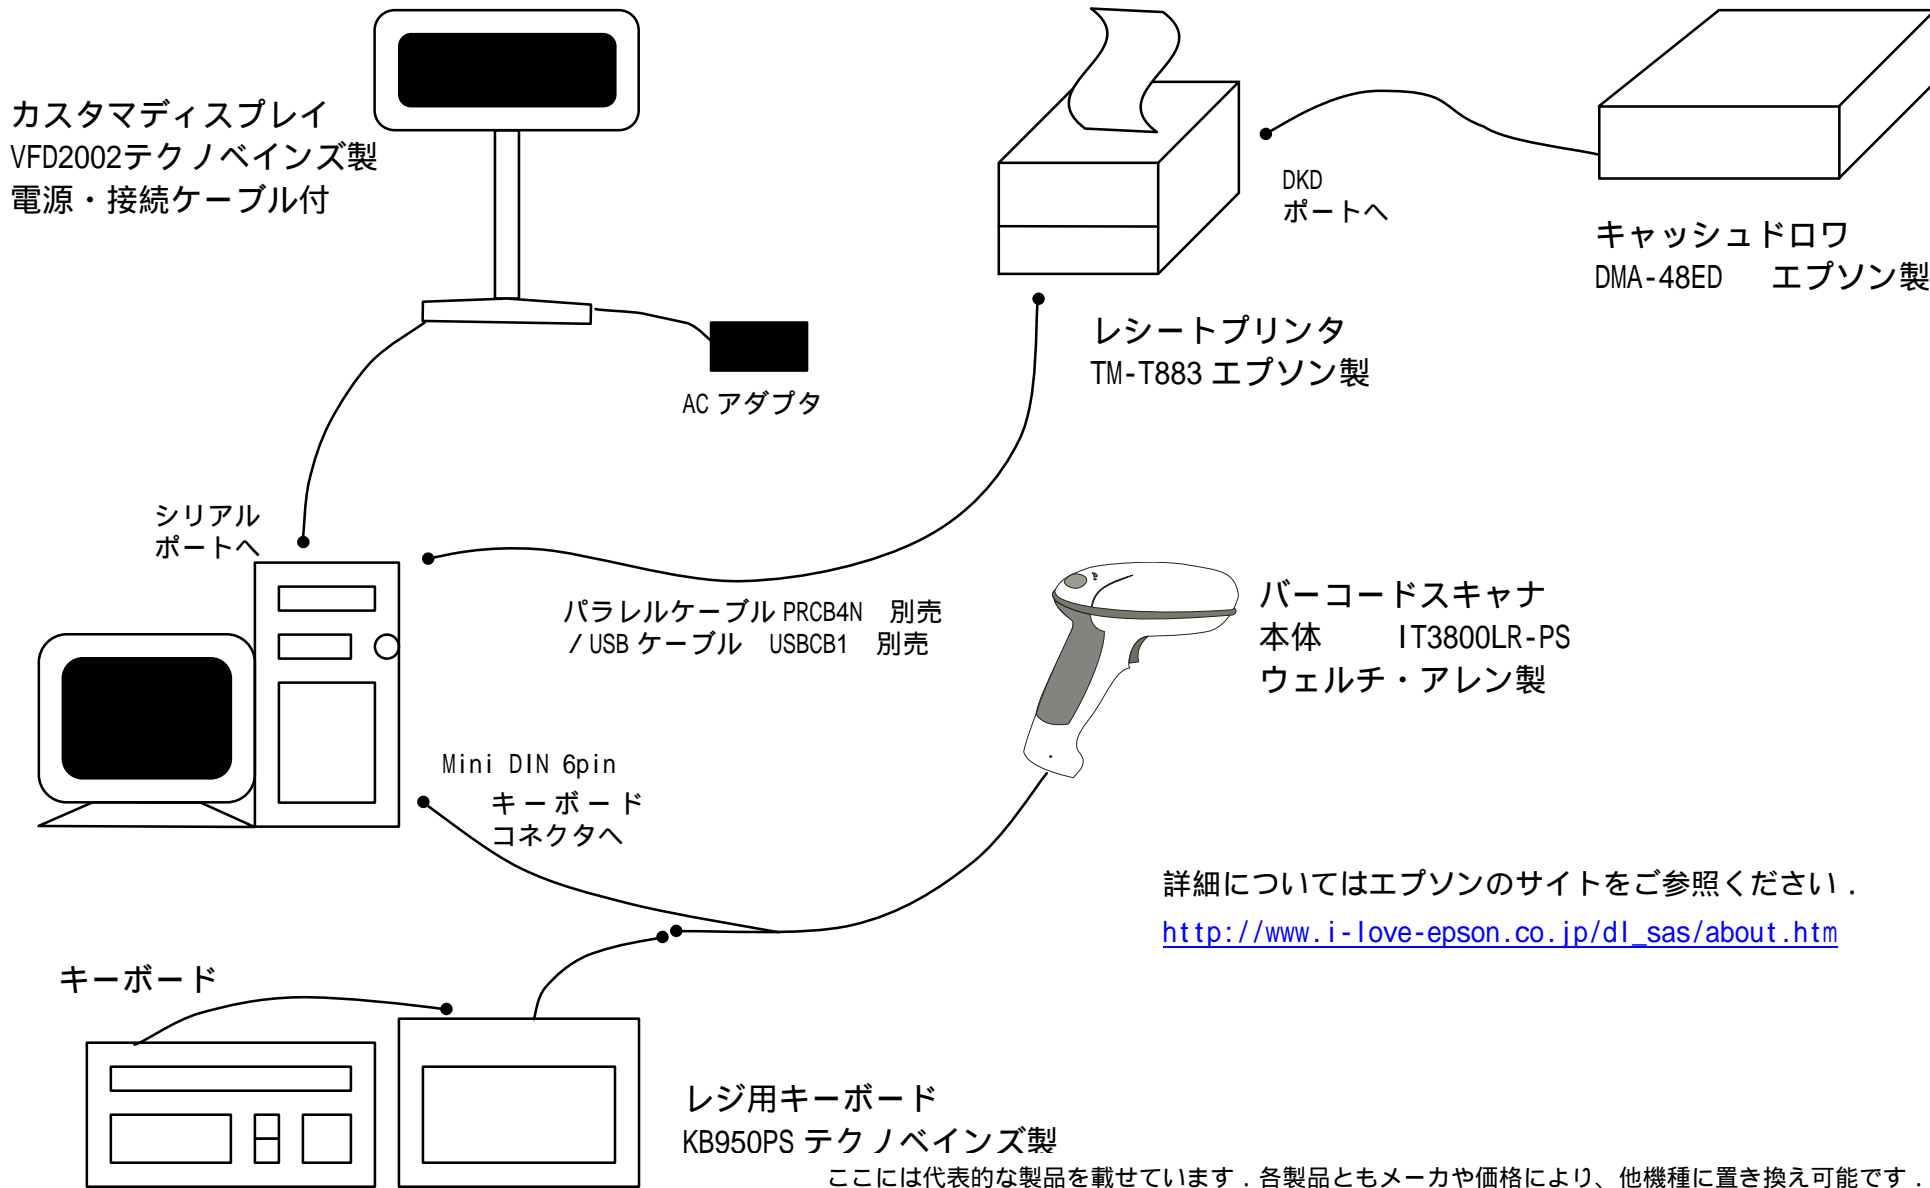 カスタマディスプレイ
VFD2002テクノベインズ製
電源・接続ケーブル付
AC アダプタ
DKD
ポートへ
キャッシュドロワ
DMA-48ED エプソン製
レシートプリンタ
TM-T883 エプソン製
シリアル
ポートへ
パラレルケーブル PRCB4N 別売
/ USB ケーブル USBCB1 別売
バーコードスキャナ
本体 IT3800LR-PS
ウェルチ・アレン製
Mini DIN 6pin
キーボード
コネクタへ
詳細についてはエプソンのサイトをご参照ください．
http://www.i-love-epson.co.jp/dl_sas/about.htm
キーボード
レジ用キーボード
KB950PS テクノベインズ製
ここには代表的な製品を載せています．各製品ともメーカや価格により、他機種に置き換え可能です．